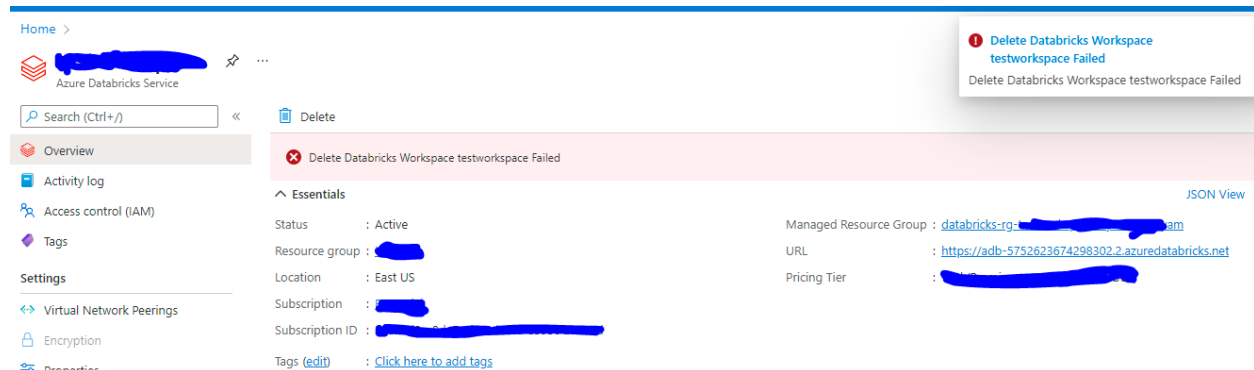 Home >
Delete Databricks Workspace
testworkspace Failed
Delete Databricks Workspace testworkspace Failed
Azure Databricks Service
Search (Ctrl+/)
«
Delete
Overview
Delete Databricks Workspace testworkspace Failed
Activity log
Essentials
JSON View
Access control (IAM)
Status : Active
Managed Resource Group : databricks-rg- am
Tags
Resource group :
URL : https://adb-5752623674298302.2.azuredatabricks.net
Settings
Location : East US
Pricing Tier :
Virtual Network Peerings
Subscription :
Encryption
Subscription ID :
Properties
Tags (edit) : Click here to add tags